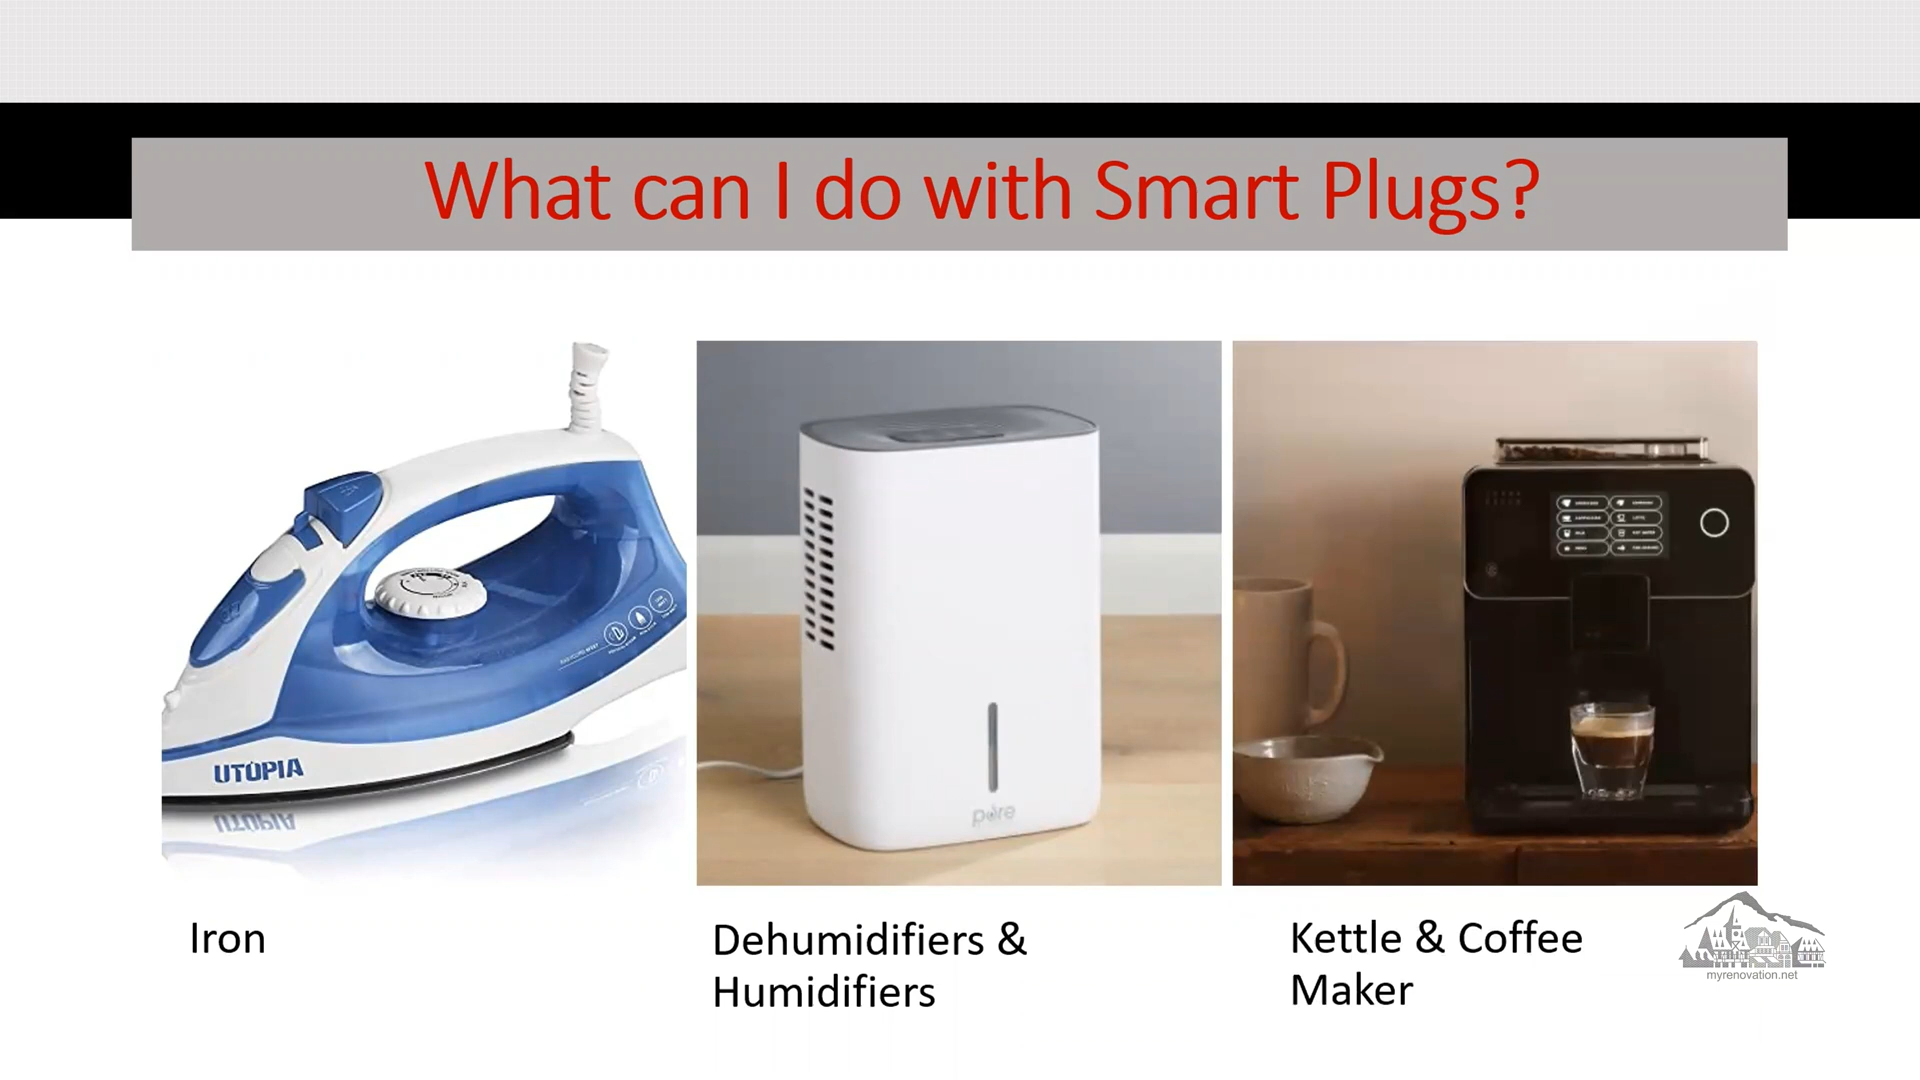 What can I do with Smart Plugs?
UTOPIA
pure
Iron
Dehumidifiers &
Humidifiers
Kettle & Coffee
Maker
myrenovation.net